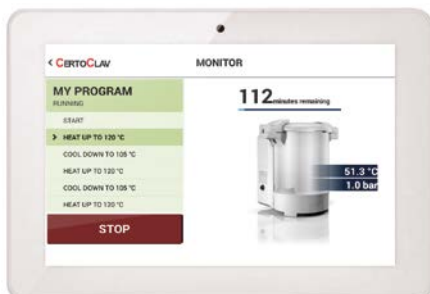 < CERTOCLAV
MONITOR
MY PROGRAM
RUNNING
START
> HEAT UP TO 120 °C
COOL DOWN TO 105 °C
HEAT UP TO 120 °C
COOL DOWN TO 105 °C
HEAT UP TO 120 °C
STOP
112 minutes remaining
51.3 °C
1.0 bar